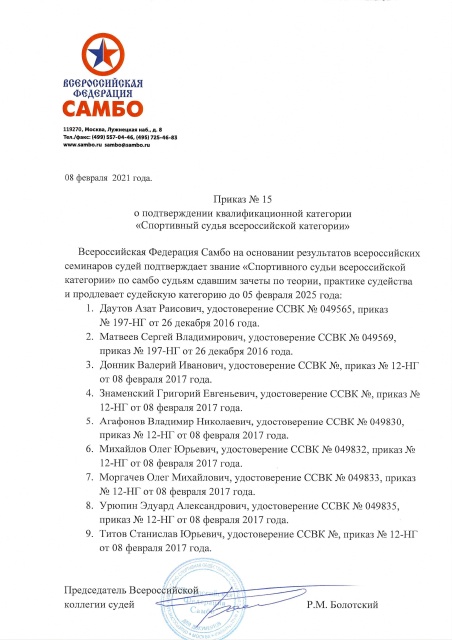 ВСЕРОССИЙСКАЯ
ФЕДЕРАЦИЯ
САМБО
119270, Москва, Лужнецкая наб., д. 8
Тел./факс: (499) 557-04-46, (495) 725-46-83
www.sambo.ru sambo@sambo.ru
08 февраля 2021 года.
Приказ № 15
о подтверждении квалификационной категории
«Спортивный судья всероссийской категории»
Всероссийская Федерация Самбо на основании результатов всероссийских
семинаров судей подтверждает звание «Спортивного судьи всероссийской
категории» по самбо судьям сдавшим зачеты по теории, практике судейства
и продлевает судейскую категорию до 05 февраля 2025 года:
1. Даутов Азат Раисович, удостоверение ССВК № 049565, приказ
№ 197-НГ от 26 декабря 2016 года.
2. Матвеев Сергей Владимирович, удостоверение ССВК № 049569,
приказ № 197-НГ от 26 декабря 2016 года.
3. Донник Валерий Иванович, удостоверение ССВК №, приказ № 12-НГ
от 08 февраля 2017 года.
4. Знаменский Григорий Евгеньевич, удостоверение ССВК №, приказ №
12-НГ от 08 февраля 2017 года.
5. Агафонов Владимир Николаевич, удостоверение ССВК № 049830,
приказ № 12-НГ от 08 февраля 2017 года.
6. Михайлов Олег Юрьевич, удостоверение ССВК № 049832, приказ №
12-НГ от 08 февраля 2017 года.
7. Моргачев Олег Михайлович, удостоверение ССВК № 049833, приказ
№ 12-НГ от 08 февраля 2017 года.
8. Урюпин Эдуард Александрович, удостоверение ССВК № 049835,
приказ № 12-НГ от 08 февраля 2017 года.
9. Титов Станислав Юрьевич, удостоверение ССВК №, приказ № 12-НГ
от 08 февраля 2017 года.
Председатель Всероссийской
коллегии судей Р.М. Болотский